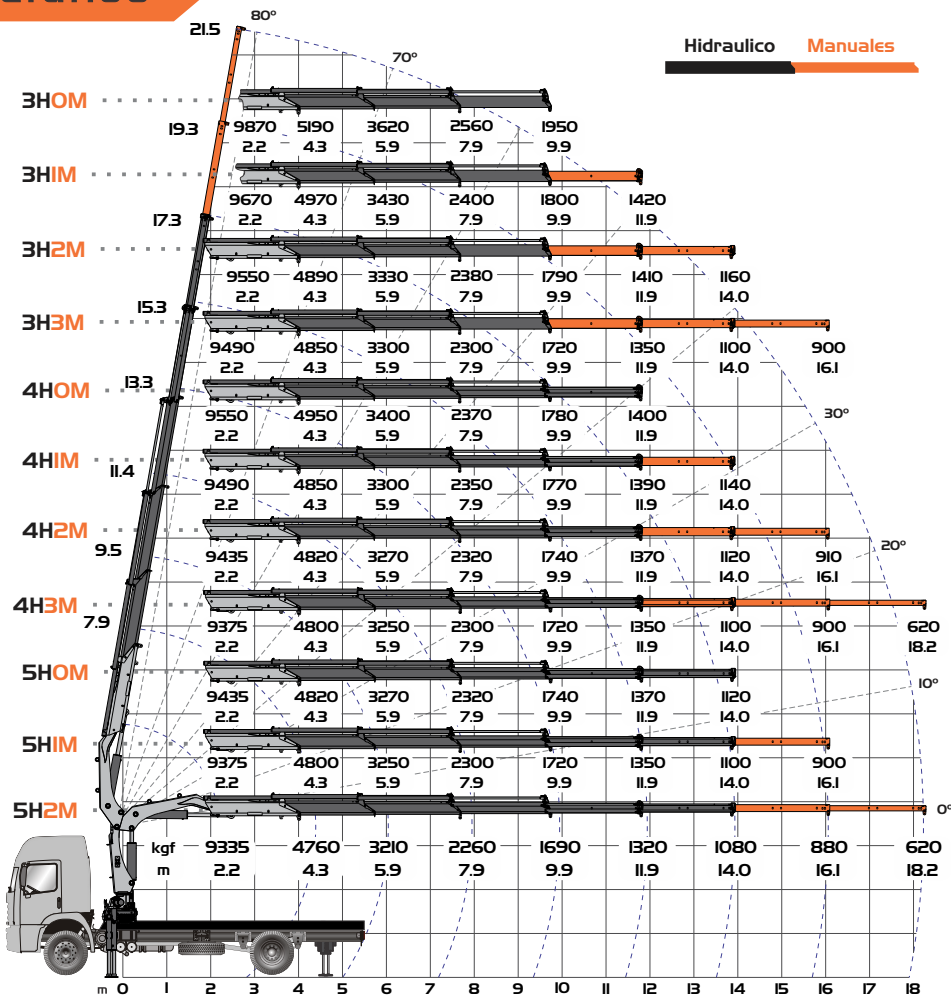 21.5 80°
70°
Hidraulico Manuales
3H0M
19.3 9870 5190 3620 2560 1950
2.2 4.3 5.9 7.9 9.9
3H1M
9670 4970 3430 2400 1800 1420
17.3 2.2 4.3 5.9 7.9 9.9 11.9
3H2M
9550 4890 3330 2380 1790 1410 1160
2.2 4.3 5.9 7.9 9.9 11.9 14.0
15.3
3H3M
9490 4850 3300 2300 1720 1350 1100 900
2.2 4.3 5.9 7.9 9.9 11.9 14.0 16.1
13.3
4H0M
9550 4950 3400 2370 1780 1400 30°
2.2 4.3 5.9 7.9 9.9 11.9
4H1M
11.4
9490 4850 3300 2350 1770 1390 1140
2.2 4.3 5.9 7.9 9.9 11.9 14.0
4H2M
9.5 9435 4820 3270 2320 1740 1370 1120 910 20°
2.2 4.3 5.9 7.9 9.9 11.9 14.0 16.1
4H3M
7.9 9375 4800 3250 2300 1720 1350 1100 900 620
2.2 4.3 5.9 7.9 9.9 11.9 14.0 16.1 18.2
5H0M
10°
9435 4820 3270 2320 1740 1370 1120
2.2 4.3 5.9 7.9 9.9 11.9 14.0
5H1M
9375 4800 3250 2300 1720 1350 1100 900
2.2 4.3 5.9 7.9 9.9 11.9 14.0 16.1
5H2M 0°
kgf 9335 4760 3210 2260 1690 1320 1080 880 620
m 2.2 4.3 5.9 7.9 9.9 11.9 14.0 16.1 18.2
m 0 1 2 3 4 5 6 7 8 9 10 11 12 13 14 15 16 17 18